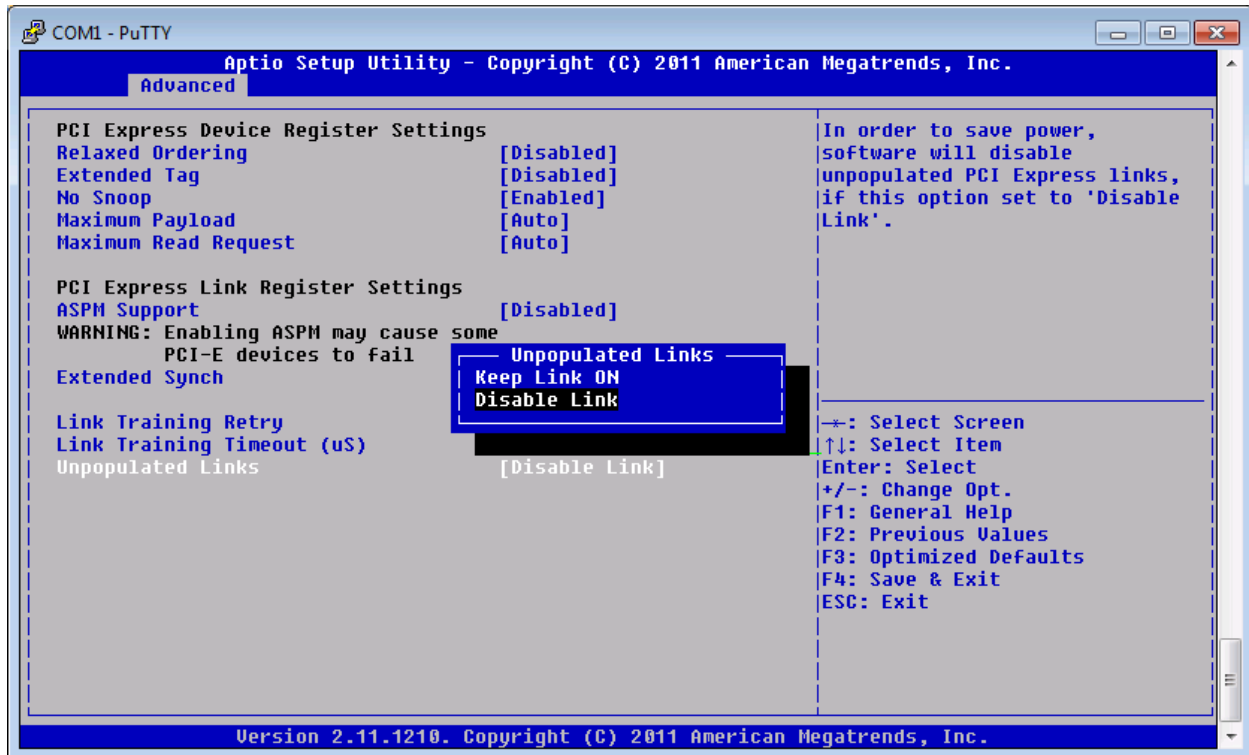 COM1 - PuTTY
Aptio Setup Utility - Copyright (C) 2011 American Megatrends, Inc.
Advanced
PCI Express Device Register Settings
Relaxed Ordering [Disabled]
Extended Tag [Disabled]
No Snoop [Enabled]
Maximum Payload [Auto]
Maximum Read Request [Auto]
PCI Express Link Register Settings
ASPM Support [Disabled]
WARNING: Enabling ASPM may cause some
PCI-E devices to fail
Extended Synch
Link Training Retry
Link Training Timeout (uS)
Unpopulated Links [Disable Link]
Unpopulated Links
Keep Link ON
Disable Link
In order to save power,
software will disable
unpopulated PCI Express links,
if this option set to 'Disable
Link'.
→←: Select Screen
↑↓: Select Item
Enter: Select
+/-: Change Opt.
F1: General Help
F2: Previous Values
F3: Optimized Defaults
F4: Save & Exit
ESC: Exit
Version 2.11.1210. Copyright (C) 2011 American Megatrends, Inc.